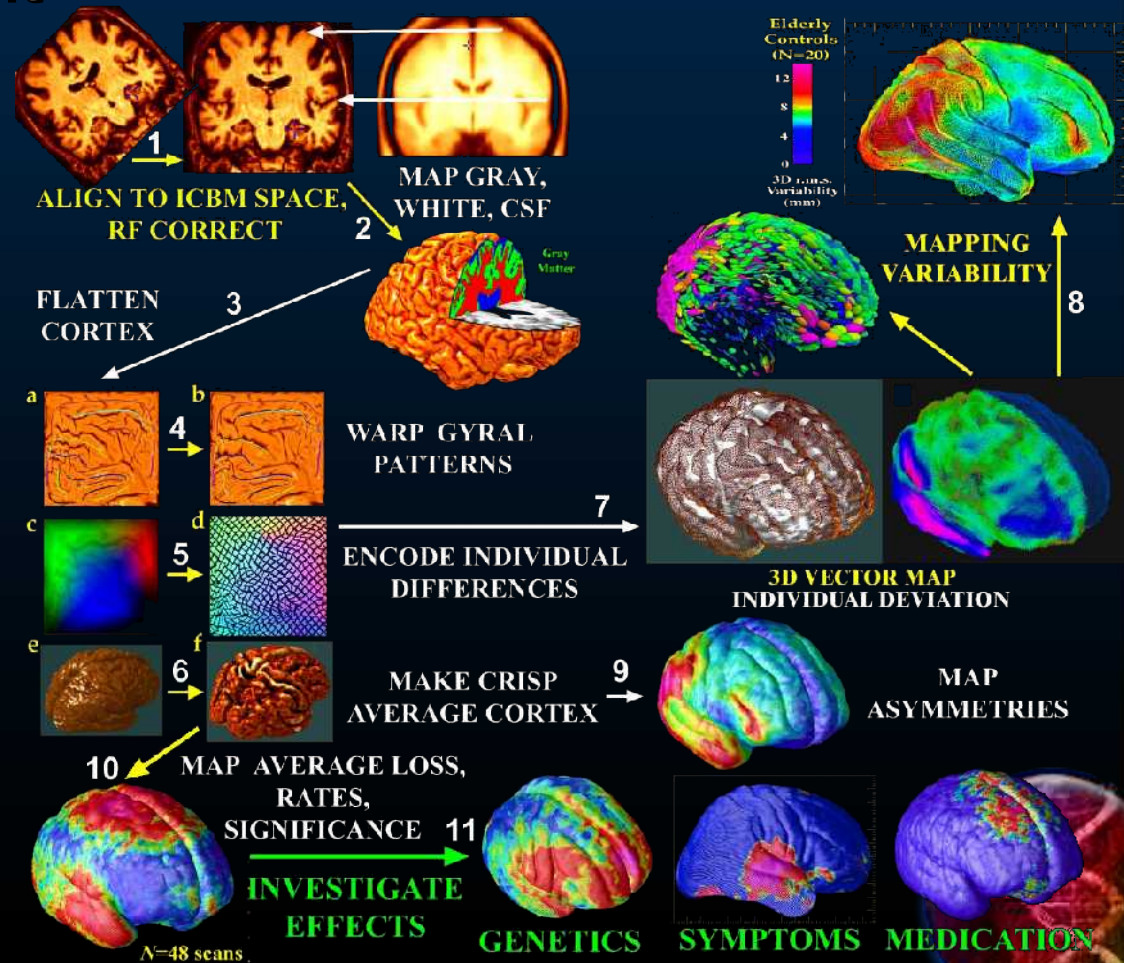 1
ALIGN TO ICBM SPACE,
RF CORRECT
MAP GRAY,
WHITE, CSF
2
Gray
Matter
Elderly
Controls
(N=20)
12
8
4
0
3D r.m.s.
Variability
(mm)
MAPPING
VARIABILITY
8
FLATTEN
CORTEX
3
a
b
4
WARP GYRAL
PATTERNS
c
d
5
7
ENCODE INDIVIDUAL
DIFFERENCES
3D VECTOR MAP
INDIVIDUAL DEVIATION
e
f
6
MAKE CRISP
AVERAGE CORTEX
9
MAP
ASYMMETRIES
10
MAP AVERAGE LOSS,
RATES,
SIGNIFICANCE
11
INVESTIGATE
EFFECTS
N=48 scans
GENETICS
SYMPTOMS
MEDICATION